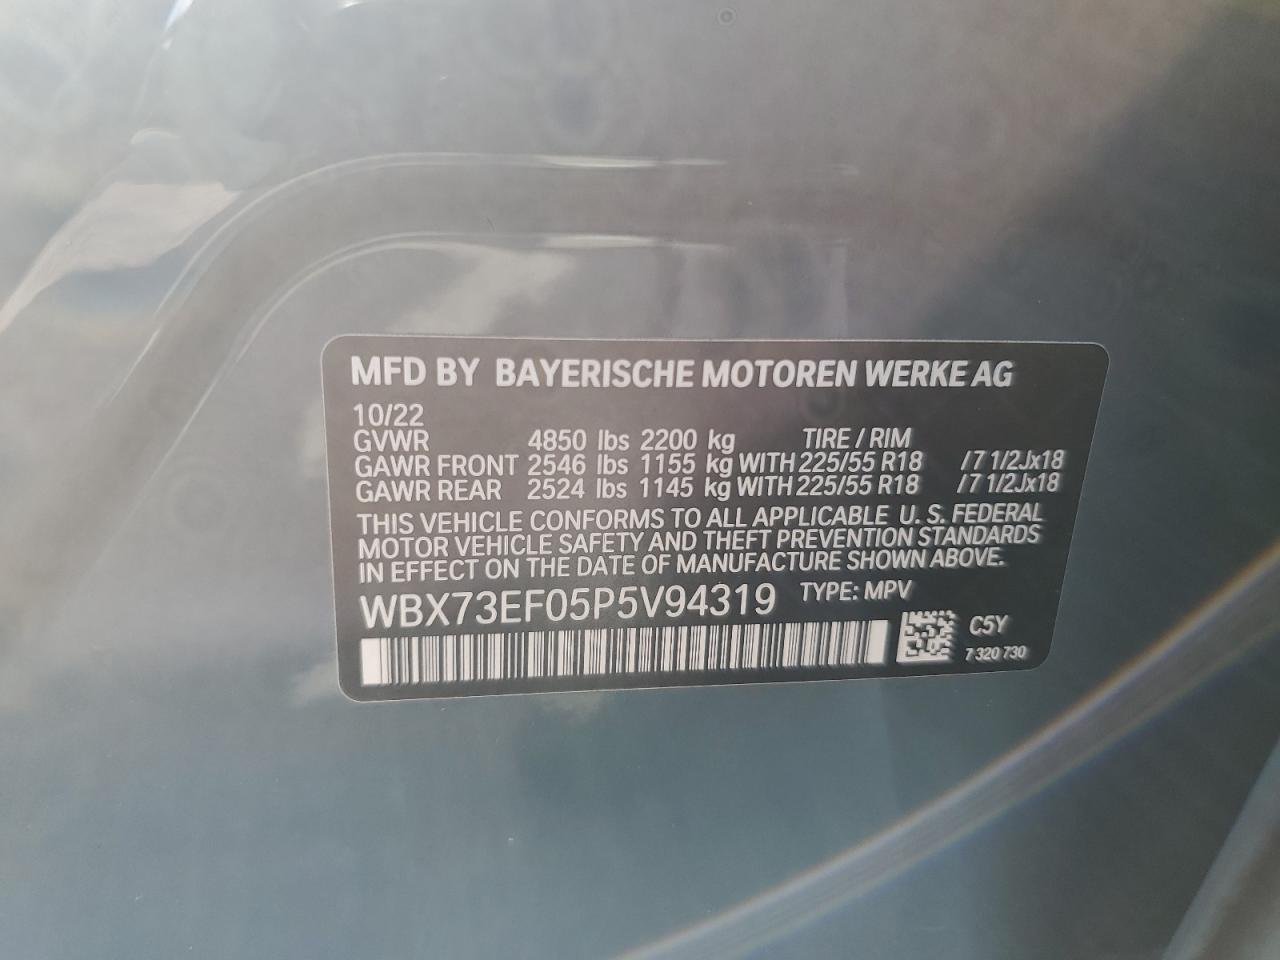 MFD BY BAYERISCHE MOTOREN WERKE AG
10/22
GVWR 4850 lbs 2200 kg TIRE / RIM
GAWR FRONT 2546 lbs 1155 kg WITH 225/55 R18 /7 1/2Jx18
GAWR REAR 2524 lbs 1145 kg WITH 225/55 R18 /7 1/2Jx18
THIS VEHICLE CONFORMS TO ALL APPLICABLE U. S. FEDERAL
MOTOR VEHICLE SAFETY AND THEFT PREVENTION STANDARDS
IN EFFECT ON THE DATE OF MANUFACTURE SHOWN ABOVE.
WBX73EF05P5V94319 TYPE: MPV
C5Y
7 320 730